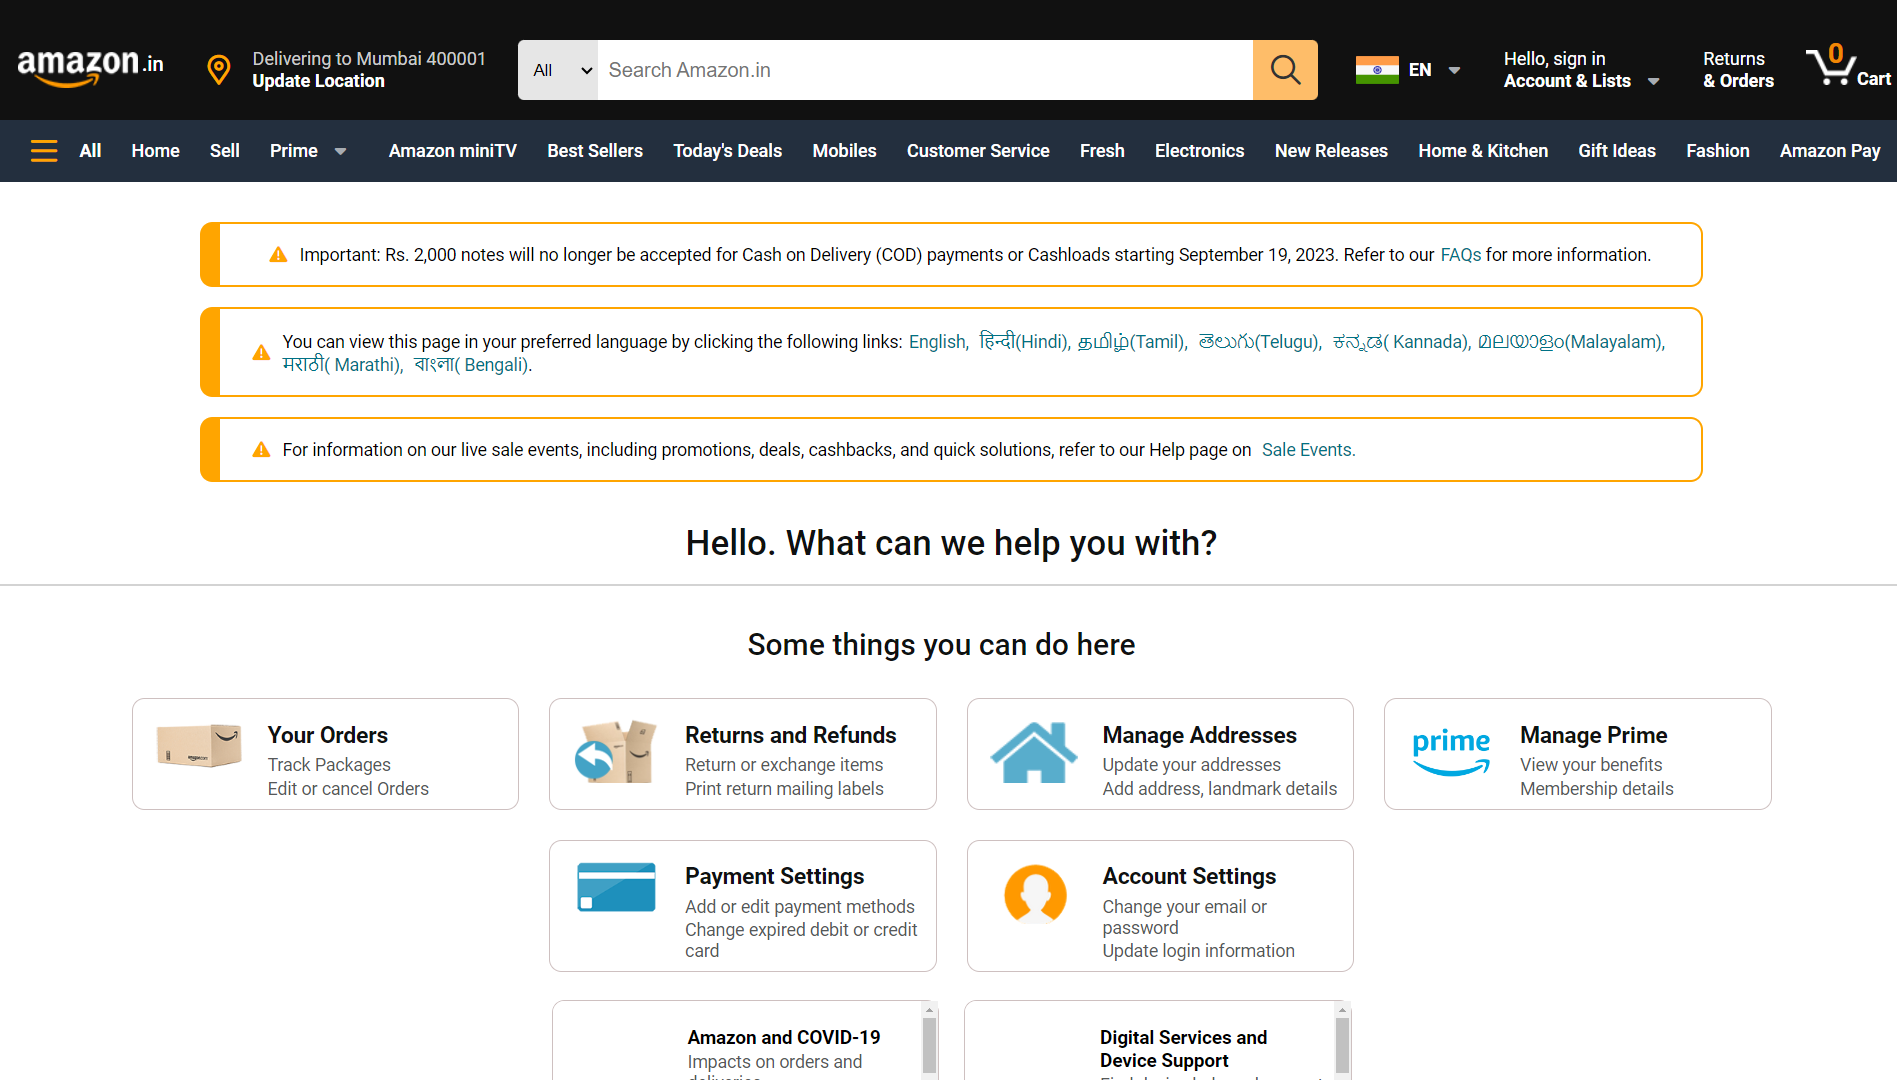 amazon.in
Delivering to Mumbai 400001
Update Location
All
Search Amazon.in
EN
Hello, sign in
Account & Lists
Returns
& Orders
0
Cart
All Home Sell Prime Amazon miniTV Best Sellers Today's Deals Mobiles Customer Service Fresh Electronics New Releases Home & Kitchen Gift Ideas Fashion Amazon Pay
Important: Rs. 2,000 notes will no longer be accepted for Cash on Delivery (COD) payments or Cashloads starting September 19, 2023. Refer to our FAQs for more information.
You can view this page in your preferred language by clicking the following links: English, हिन्दी(Hindi), தமிழ்(Tamil), తెలుగు(Telugu), ಕನ್ನಡ( Kannada), മലയാളം(Malayalam),
मराठी( Marathi), বাংলা( Bengali).
For information on our live sale events, including promotions, deals, cashbacks, and quick solutions, refer to our Help page on Sale Events.
Hello. What can we help you with?
Some things you can do here
Your Orders
Track Packages
Edit or cancel Orders
Returns and Refunds
Return or exchange items
Print return mailing labels
Manage Addresses
Update your addresses
Add address, landmark details
prime
Manage Prime
View your benefits
Membership details
Payment Settings
Add or edit payment methods
Change expired debit or credit
card
Account Settings
Change your email or
password
Update login information
Amazon and COVID-19
Impacts on orders and
Digital Services and
Device Support